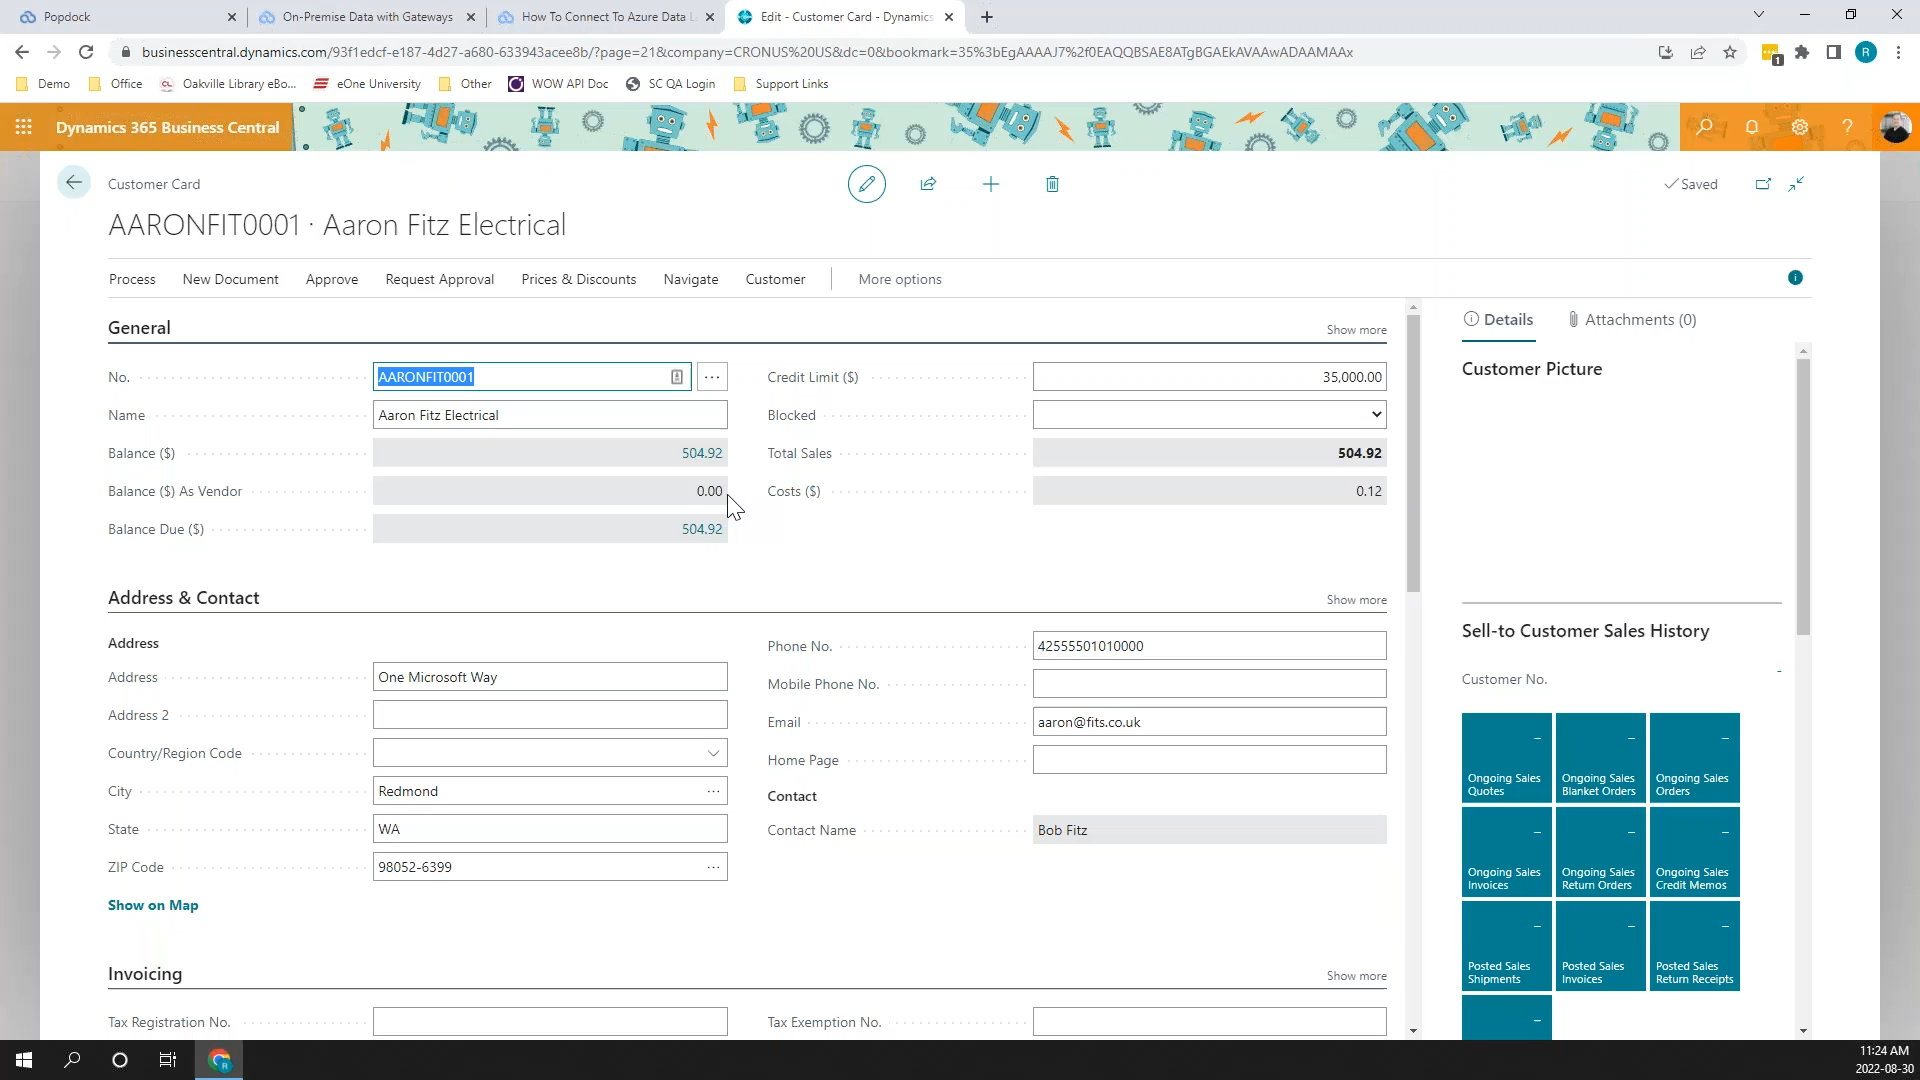 Popdock
On-Premise Data with Gateways
How To Connect To Azure Data L
Edit - Customer Card - Dynamics
businesscentral.dynamics.com/93f1edcf-e187-4d27-a680-633943acee8b/?page=21&company=CRONUS%20US&dc=0&bookmark=35%3bEgAAAAJ7%2f0EAQQBSAE8ATgBGAEkAVAAwADAAMAAx
1
R
Demo
Office
CL
Oakville Library eBo...
eOne University
Other
WOW API Doc
SC QA Login
Support Links
Dynamics 365 Business Central
?
Customer Card
Saved
AARONFIT0001 · Aaron Fitz Electrical
Process
New Document
Approve
Request Approval
Prices & Discounts
Navigate
Customer
More options
General
Show more
No.
AARONFIT0001
Credit Limit ($)
35,000.00
Name
Aaron Fitz Electrical
Blocked
Balance ($)
504.92
Total Sales
504.92
Balance ($) As Vendor
0.00
Costs ($)
0.12
Balance Due ($)
504.92
Address & Contact
Show more
Address
Address
One Microsoft Way
Address 2
Country/Region Code
City
Redmond
State
WA
ZIP Code
98052-6399
Show on Map
Phone No.
42555501010000
Mobile Phone No.
Email
aaron@fits.co.uk
Home Page
Contact
Contact Name
Bob Fitz
Invoicing
Show more
Tax Registration No.
Tax Exemption No.
Details
Attachments (0)
Customer Picture
Sell-to Customer Sales History
Customer No.
Ongoing Sales
Quotes
Ongoing Sales
Blanket Orders
Ongoing Sales
Orders
Ongoing Sales
Invoices
Ongoing Sales
Return Orders
Ongoing Sales
Credit Memos
Posted Sales
Shipments
Posted Sales
Invoices
Posted Sales
Return Receipts
R
11:24 AM
2022-08-30